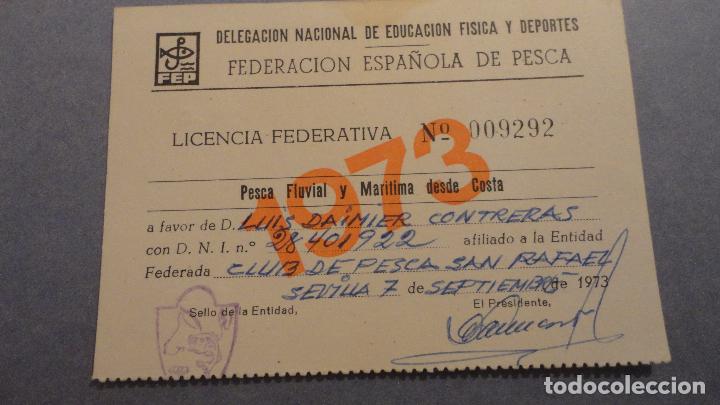 DELEGACION NACIONAL DE EDUCACION FISICA Y DEPORTES
FEP
FEDERACION ESPAÑOLA DE PESCA
LICENCIA FEDERATIVA Nº 009292
1973
Pesca Fluvial y Marítima desde Costa
a favor de D. LUIS DAIMIER CONTRERAS
con D. N. I. n.º 28401922 afiliado a la Entidad
Federada CLUB DE PESCA SAN RAFAEL
SEVILLA 7 de SEPTIEMBRE de 1973
Sello de la Entidad, El Presidente,
todocoleccion